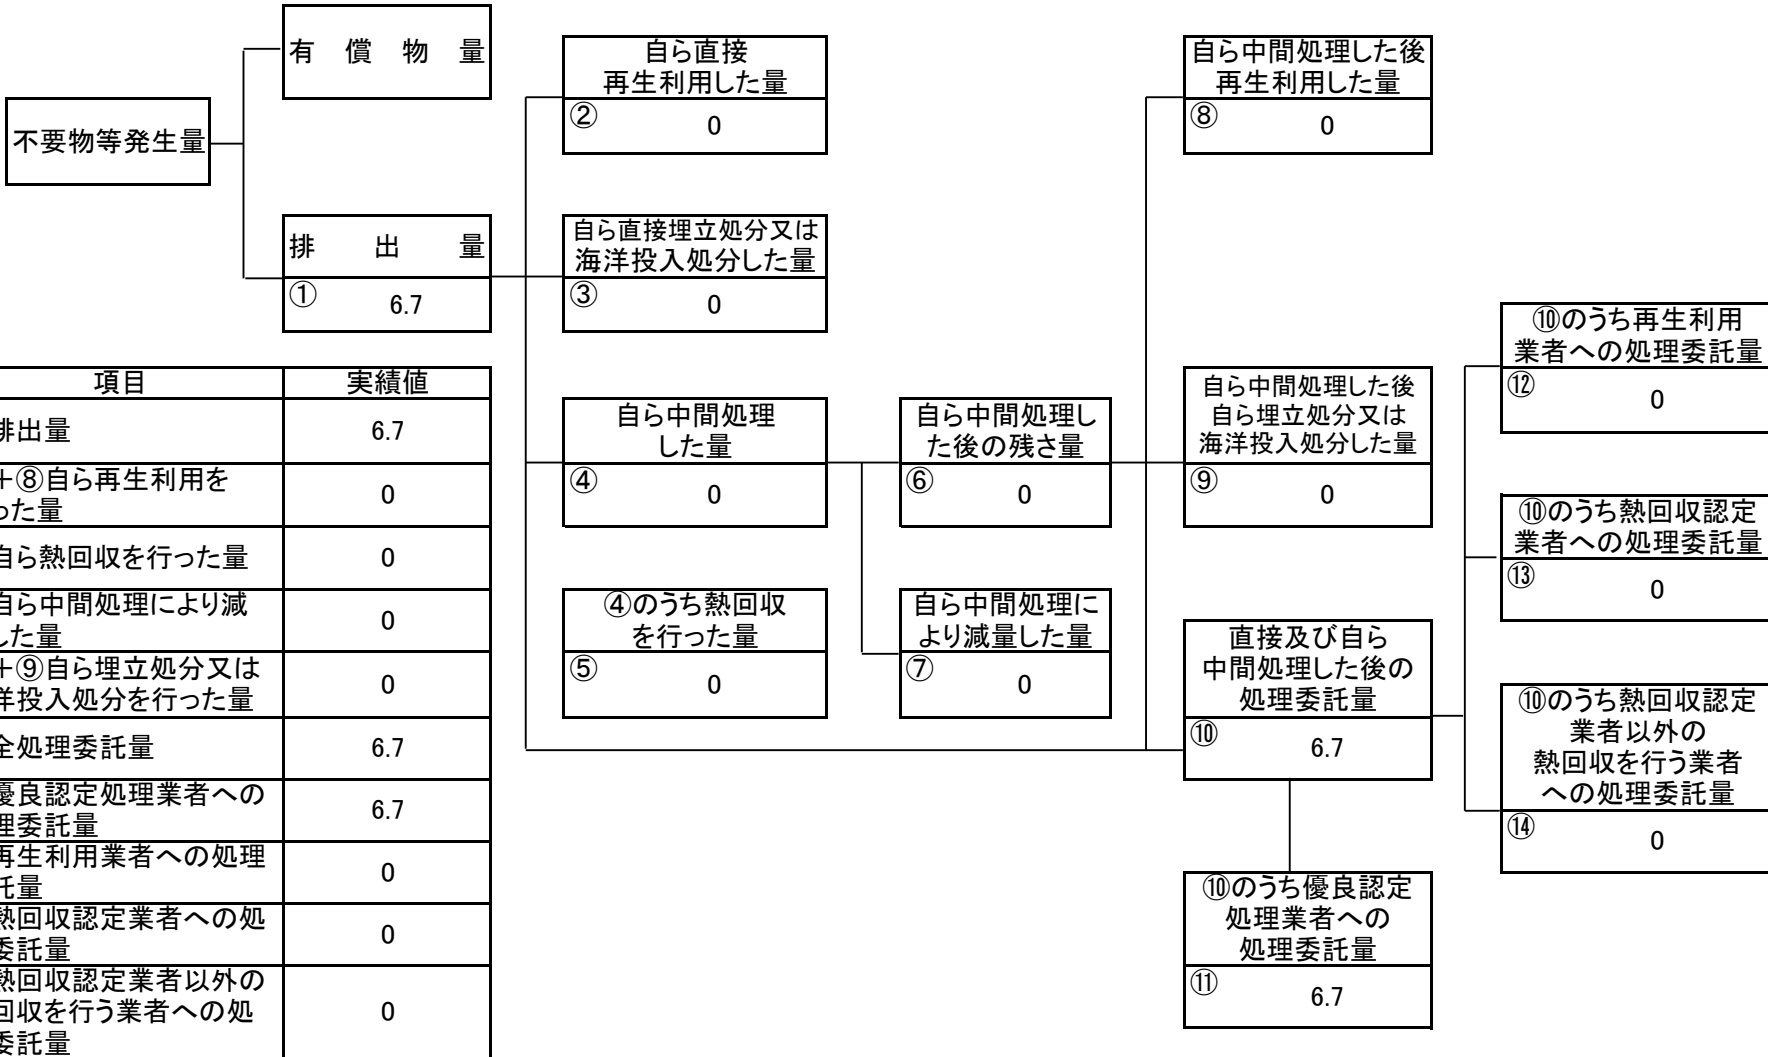 不要物等発生量
有償物量
排出量
①
6.7
自ら直接
再生利用した量
②
0
自ら直接埋立処分又は
海洋投入処分した量
③
0
自ら中間処理
した量
④
0
④のうち熱回収
を行った量
⑤
0
自ら中間処理し
た後の残さ量
⑥
0
自ら中間処理に
より減量した量
⑦
0
自ら中間処理した後
再生利用した量
⑧
0
自ら中間処理した後
自ら埋立処分又は
海洋投入処分した量
⑨
0
直接及び自ら
中間処理した後の
処理委託量
⑩
6.7
⑩のうち優良認定
処理業者への
処理委託量
⑪
6.7
⑩のうち再生利用
業者への処理委託量
⑫
0
⑩のうち熱回収認定
業者への処理委託量
⑬
0
⑩のうち熱回収認定
業者以外の
熱回収を行う業者
への処理委託量
⑭
0
項目 実績値
排出量 6.7
+⑧自ら再生利用を
った量
0
自ら熱回収を行った量 0
自ら中間処理により減
した量
0
+⑨自ら埋立処分又は
洋投入処分を行った量
0
全処理委託量 6.7
優良認定処理業者への
理委託量
6.7
再生利用業者への処理
託量
0
熱回収認定業者への処
委託量
0
熱回収認定業者以外の
回収を行う業者への処
委託量
0